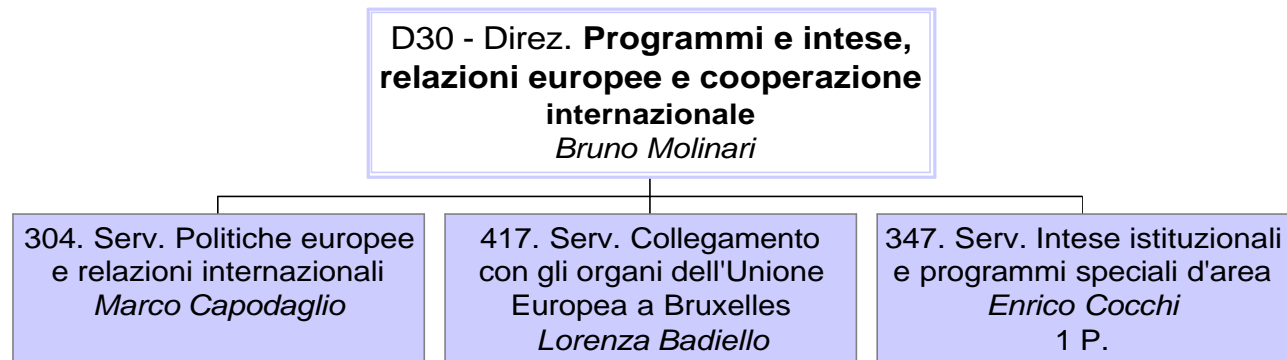 D30 - Direz. Programmi e intese,
relazioni europee e cooperazione
internazionale
Bruno Molinari
304. Serv. Politiche europee
e relazioni internazionali
Marco Capodaglio
417. Serv. Collegamento
con gli organi dell'Unione
Europea a Bruxelles
Lorenza Badiello
347. Serv. Intese istituzionali
e programmi speciali d'area
Enrico Cocchi
1 P.